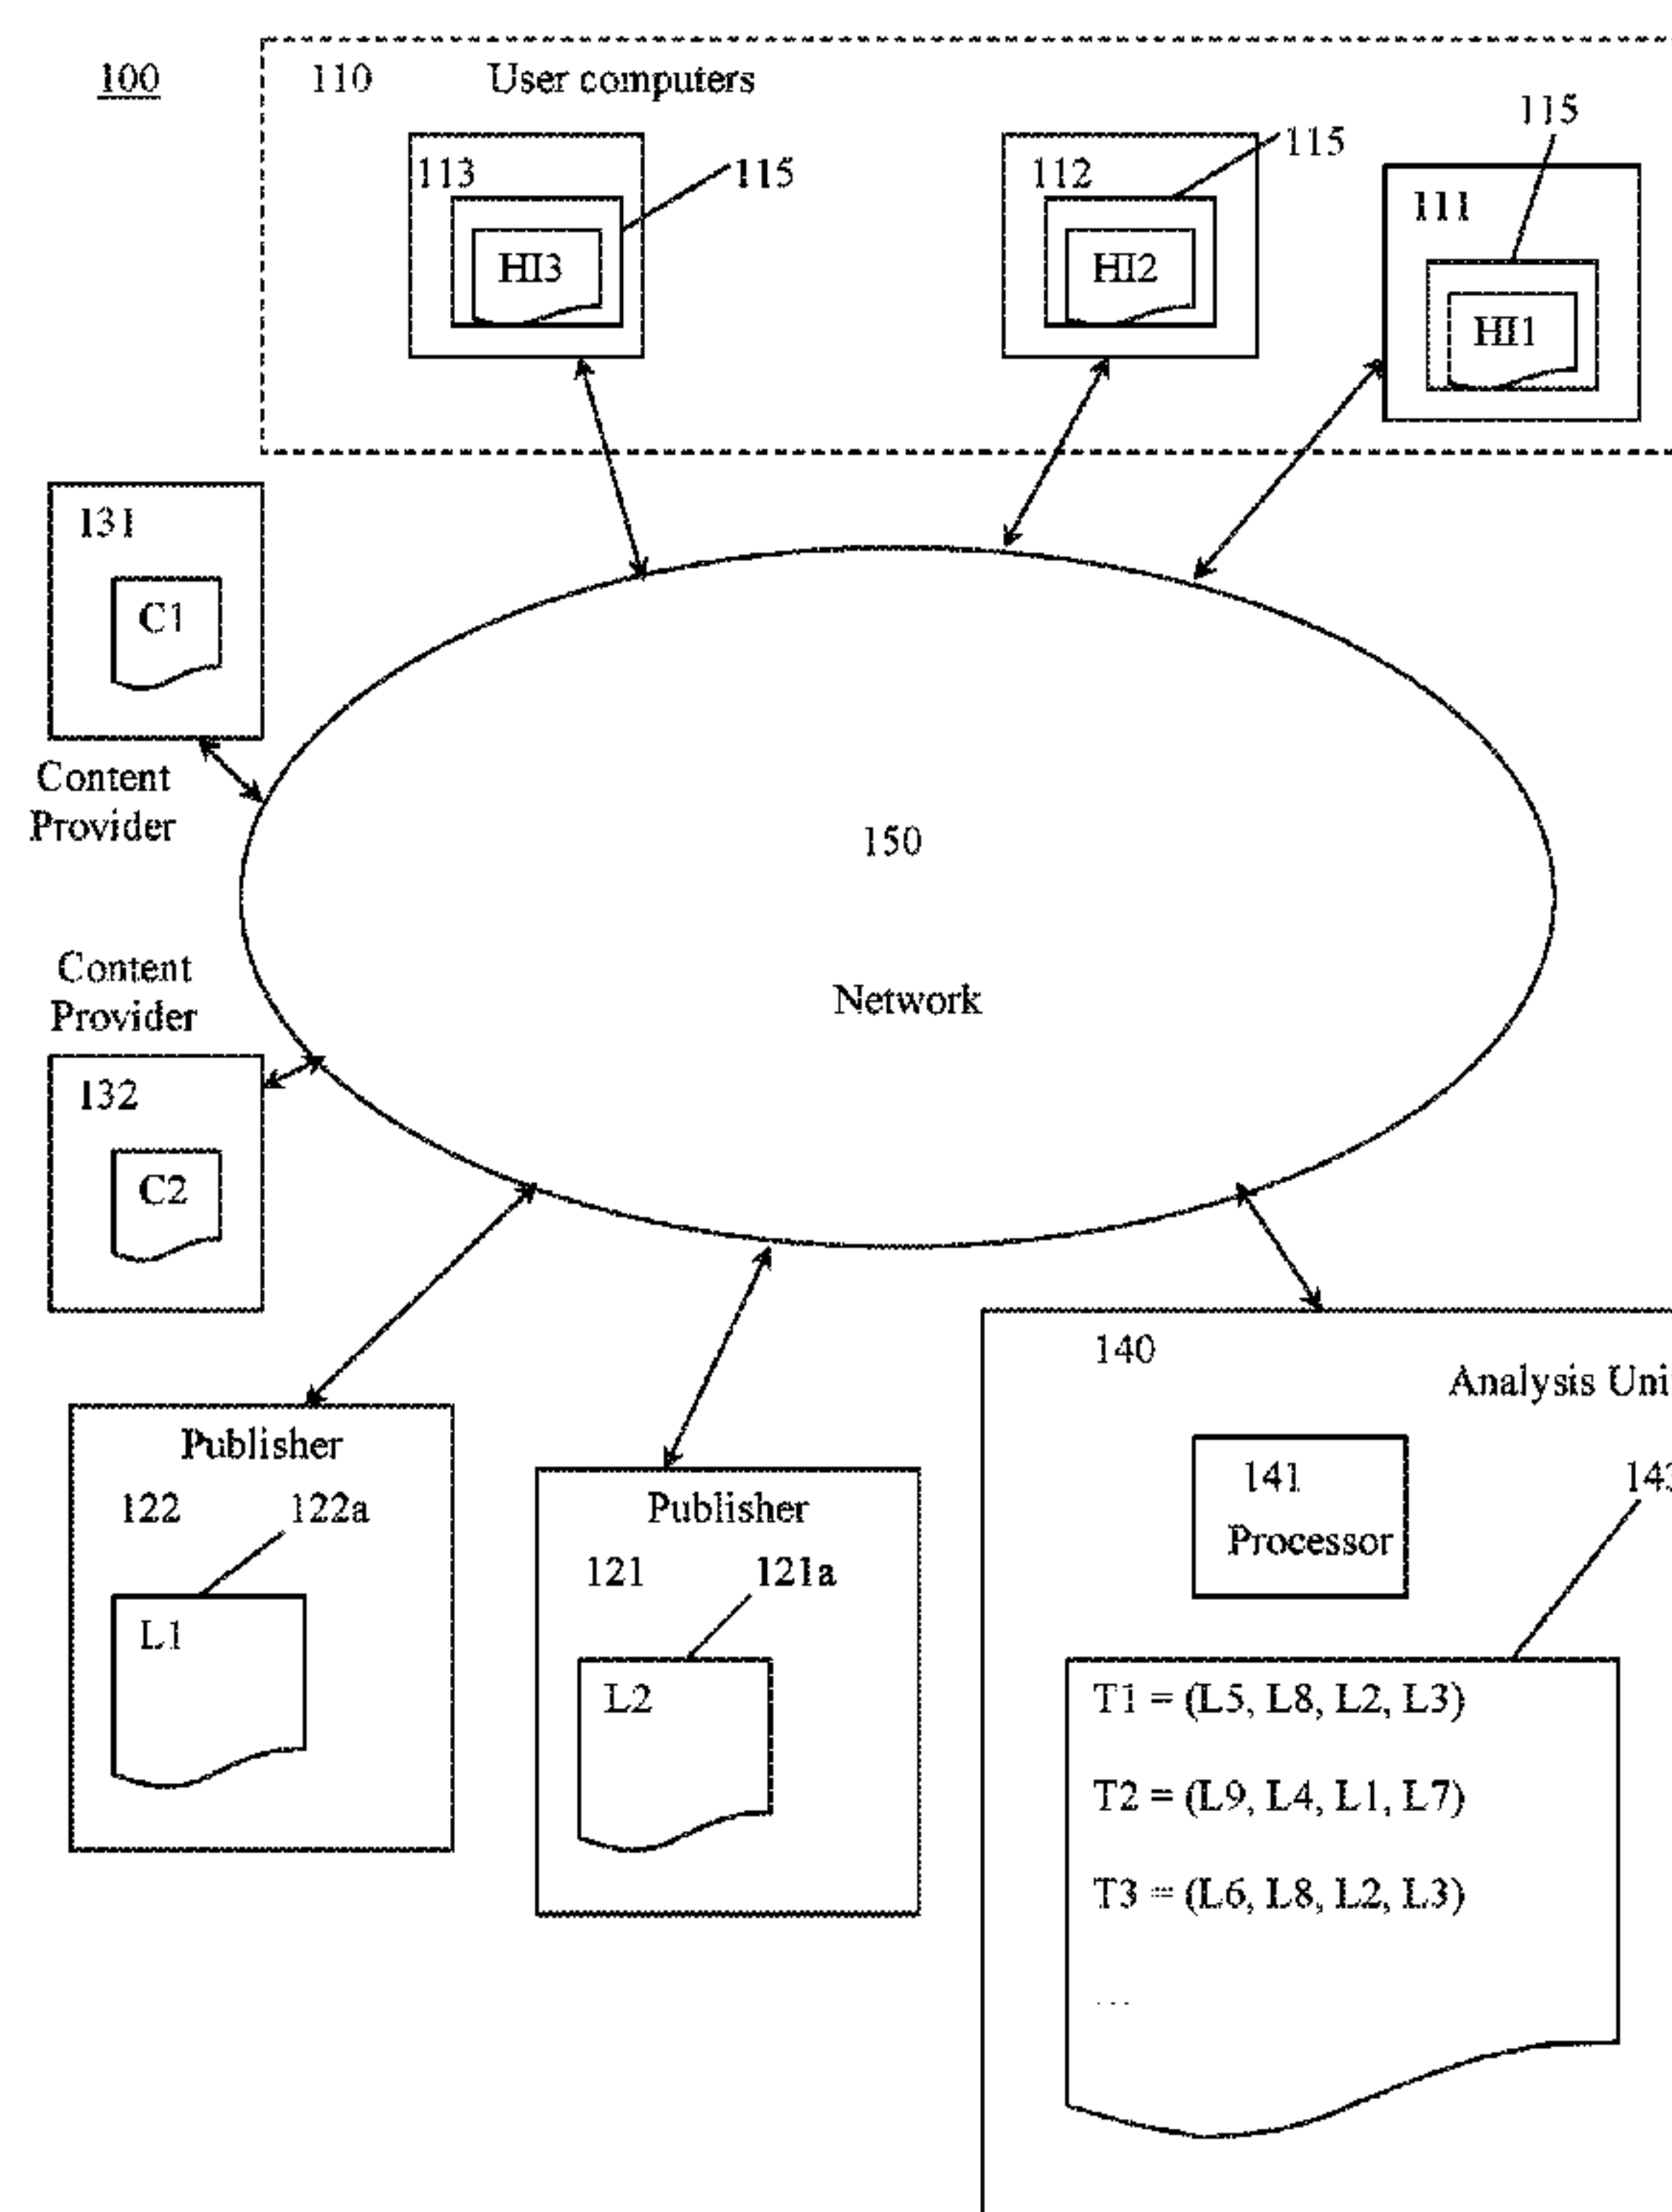 100
110 User computers
113
115
HI3
112
115
HI2
115
111
HI1
131
C1
Content
Provider
150
Network
Content
Provider
132
C2
Publisher
122 122a
L1
Publisher
121 121a
L2
140
Analysis Uni
141
Processor
143
T1 = (L5, L8, L2, L3)
T2 = (L9, L4, L1, L7)
T3 = (L6, L8, L2, L3)
...